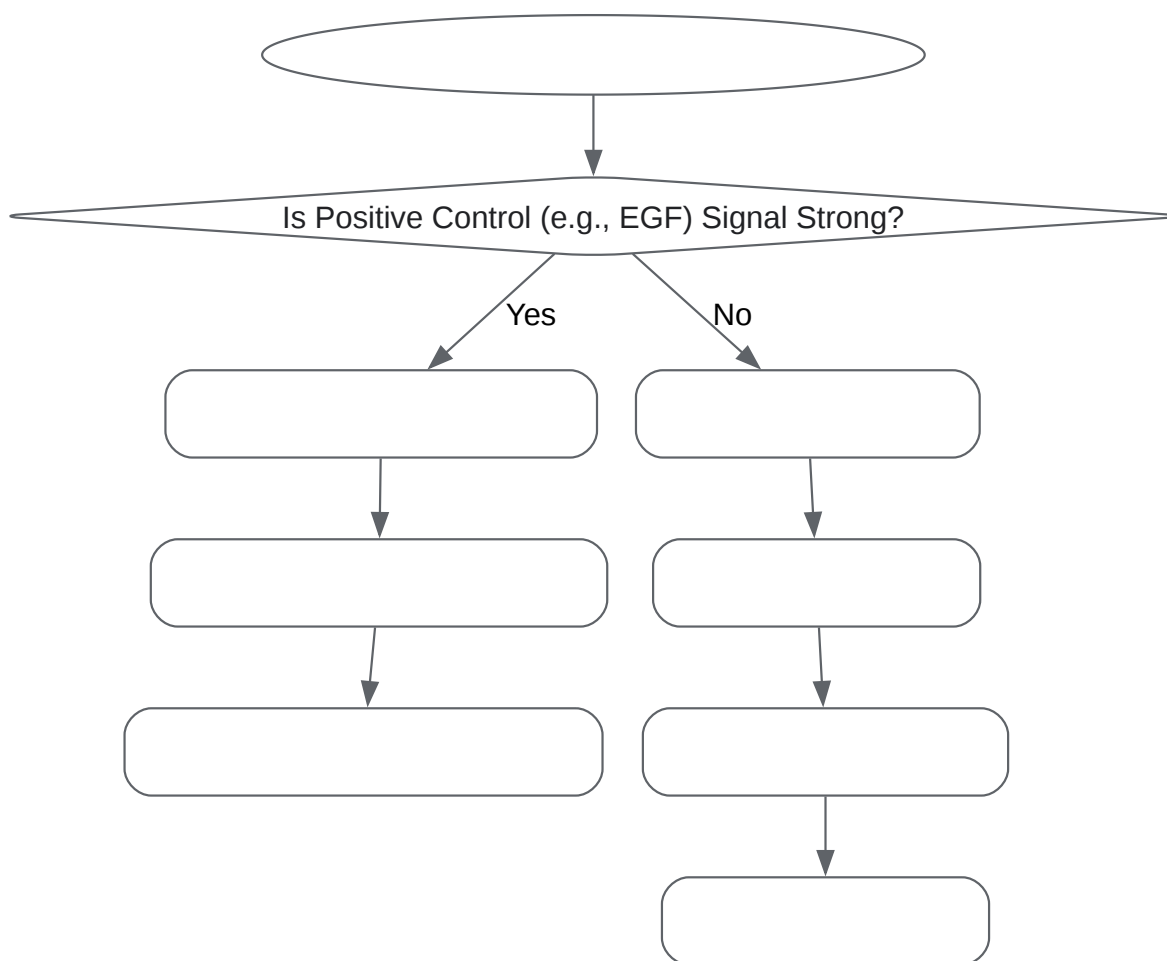 Is Positive Control (e.g., EGF) Signal Strong?
Yes
No